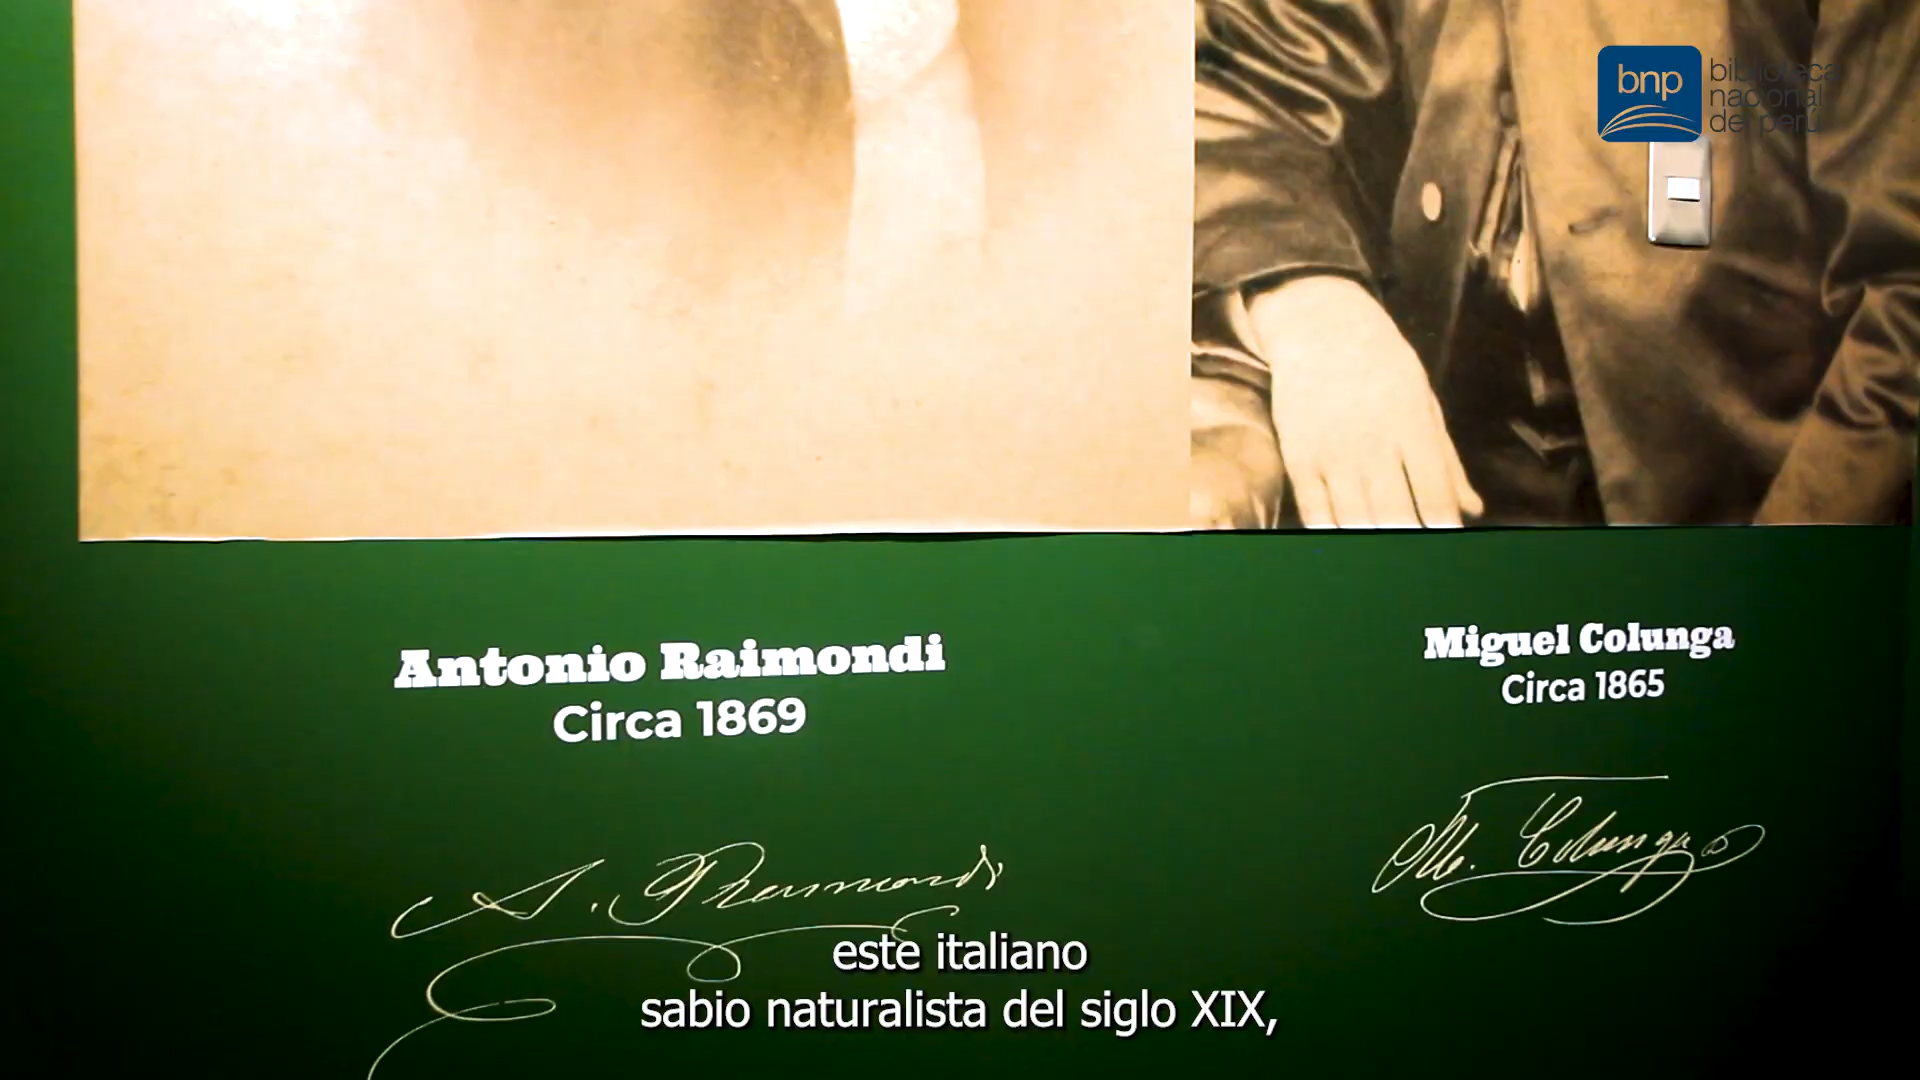 bnp
biblioteca
nacional
del perú
Antonio Raimondi
Circa 1869
Miguel Colunga
Circa 1865
A. Raimondi
M. Colunga
este italiano
sabio naturalista del siglo XIX,